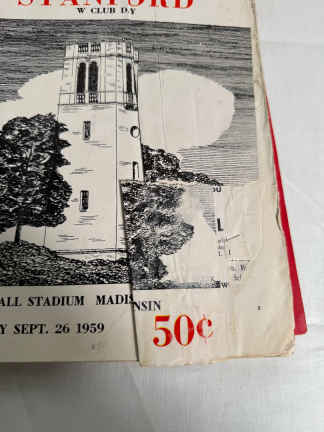 STANFORD
W CLUB DAY
ALL STADIUM MADI NSIN
Y SEPT. 26 1959
50¢